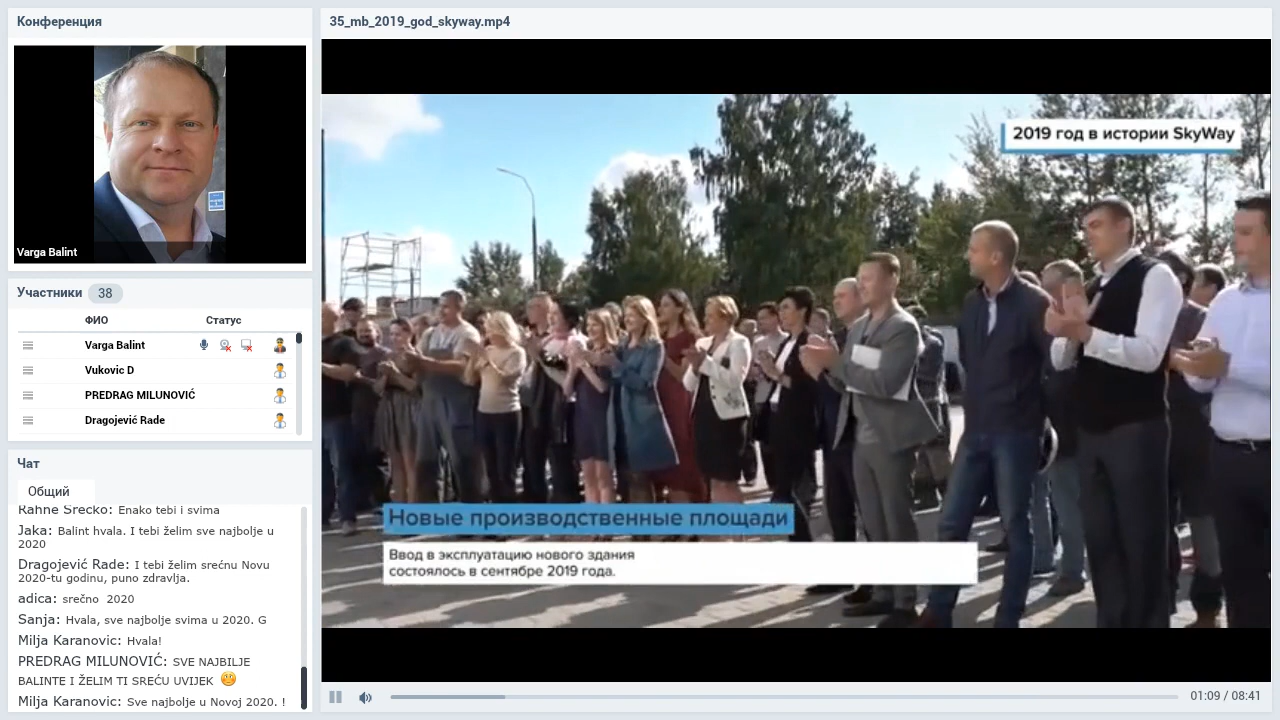 Конференция
Varga Balint
Участники 38
ФИО Статус
Varga Balint
Vukovic D
PREDRAG MILUNOVIĆ
Dragojević Rade
Чат
Общий
Rahne Srečko: Enako tebi i svima
Jaka: Balint hvala. I tebi želim sve najbolje u
2020
Dragojević Rade: I tebi želim srećnu Novu
2020-tu godinu, puno zdravlja.
adica: srečno 2020
Sanja: Hvala, sve najbolje svima u 2020. G
Milja Karanovic: Hvala!
PREDRAG MILUNOVIĆ: SVE NAJBILJE
BALINTE I ŽELIM TI SREĆU UVIJEK
Milja Karanovic: Sve najbolje u Novoj 2020. !
35_mb_2019_god_skyway.mp4
2019 год в истории SkyWay
Новые производственные площади
Ввод в эксплуатацию нового здания
состоялось в сентябре 2019 года.
01:09 / 08:41